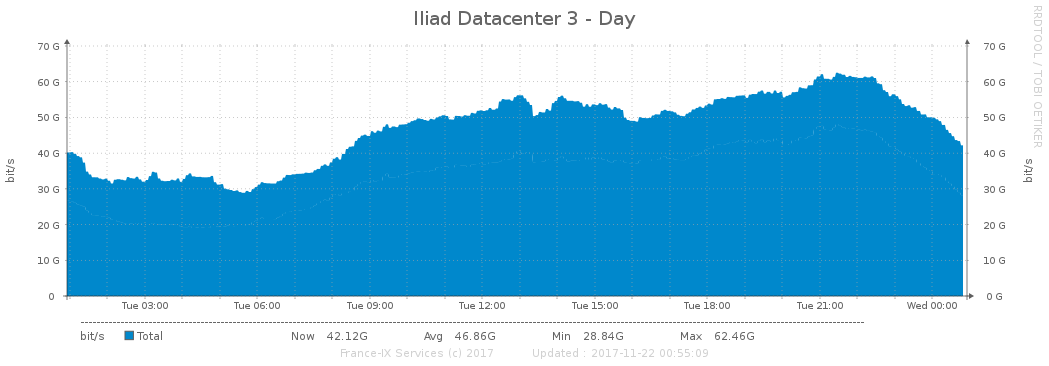 Iliad Datacenter 3 - Day
RRDTOOL / TOBI OETIKER
70 G 70 G
60 G 60 G
50 G 50 G
40 G 40 G
30 G 30 G
20 G 20 G
10 G 10 G
0 0 G
bit/s bit/s
Tue 03:00 Tue 06:00 Tue 09:00 Tue 12:00 Tue 15:00 Tue 18:00 Tue 21:00 Wed 00:00
bit/s Total Now 42.12G Avg 46.86G Min 28.84G Max 62.46G
France-IX Services (c) 2017 Updated : 2017-11-22 00:55:09